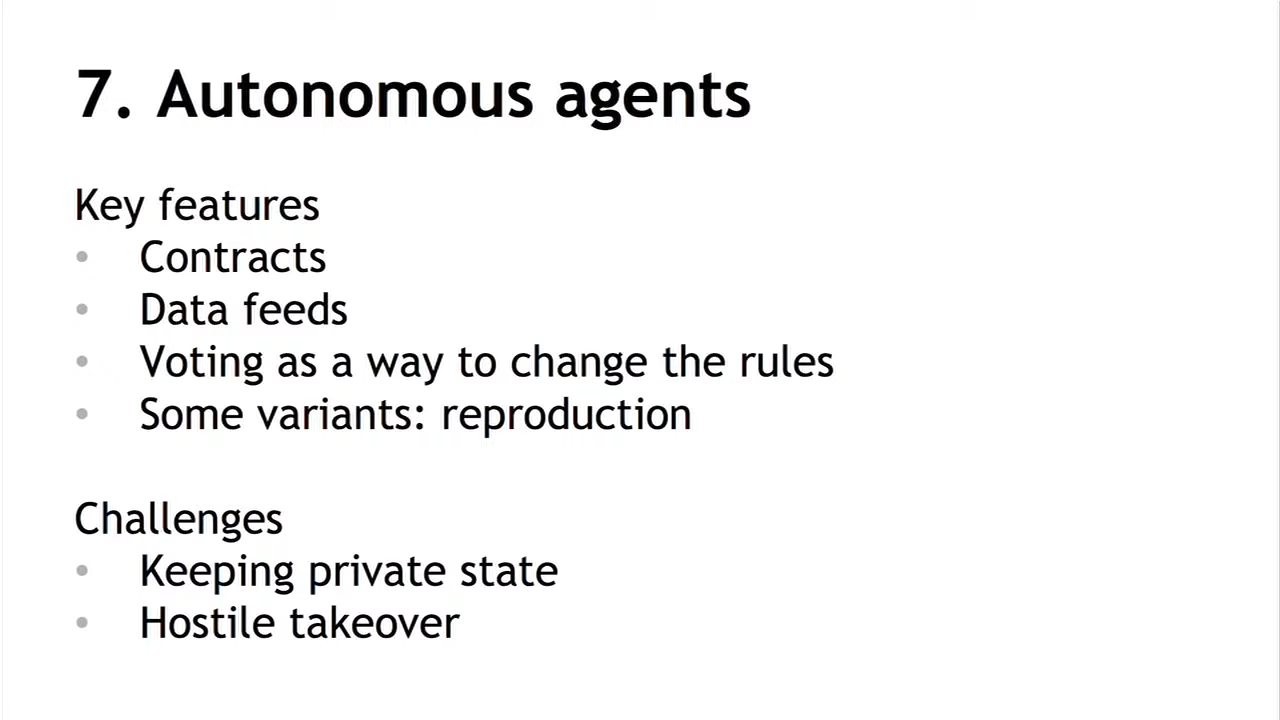 7. Autonomous agents
Key features
• Contracts
• Data feeds
• Voting as a way to change the rules
• Some variants: reproduction
Challenges
• Keeping private state
• Hostile takeover